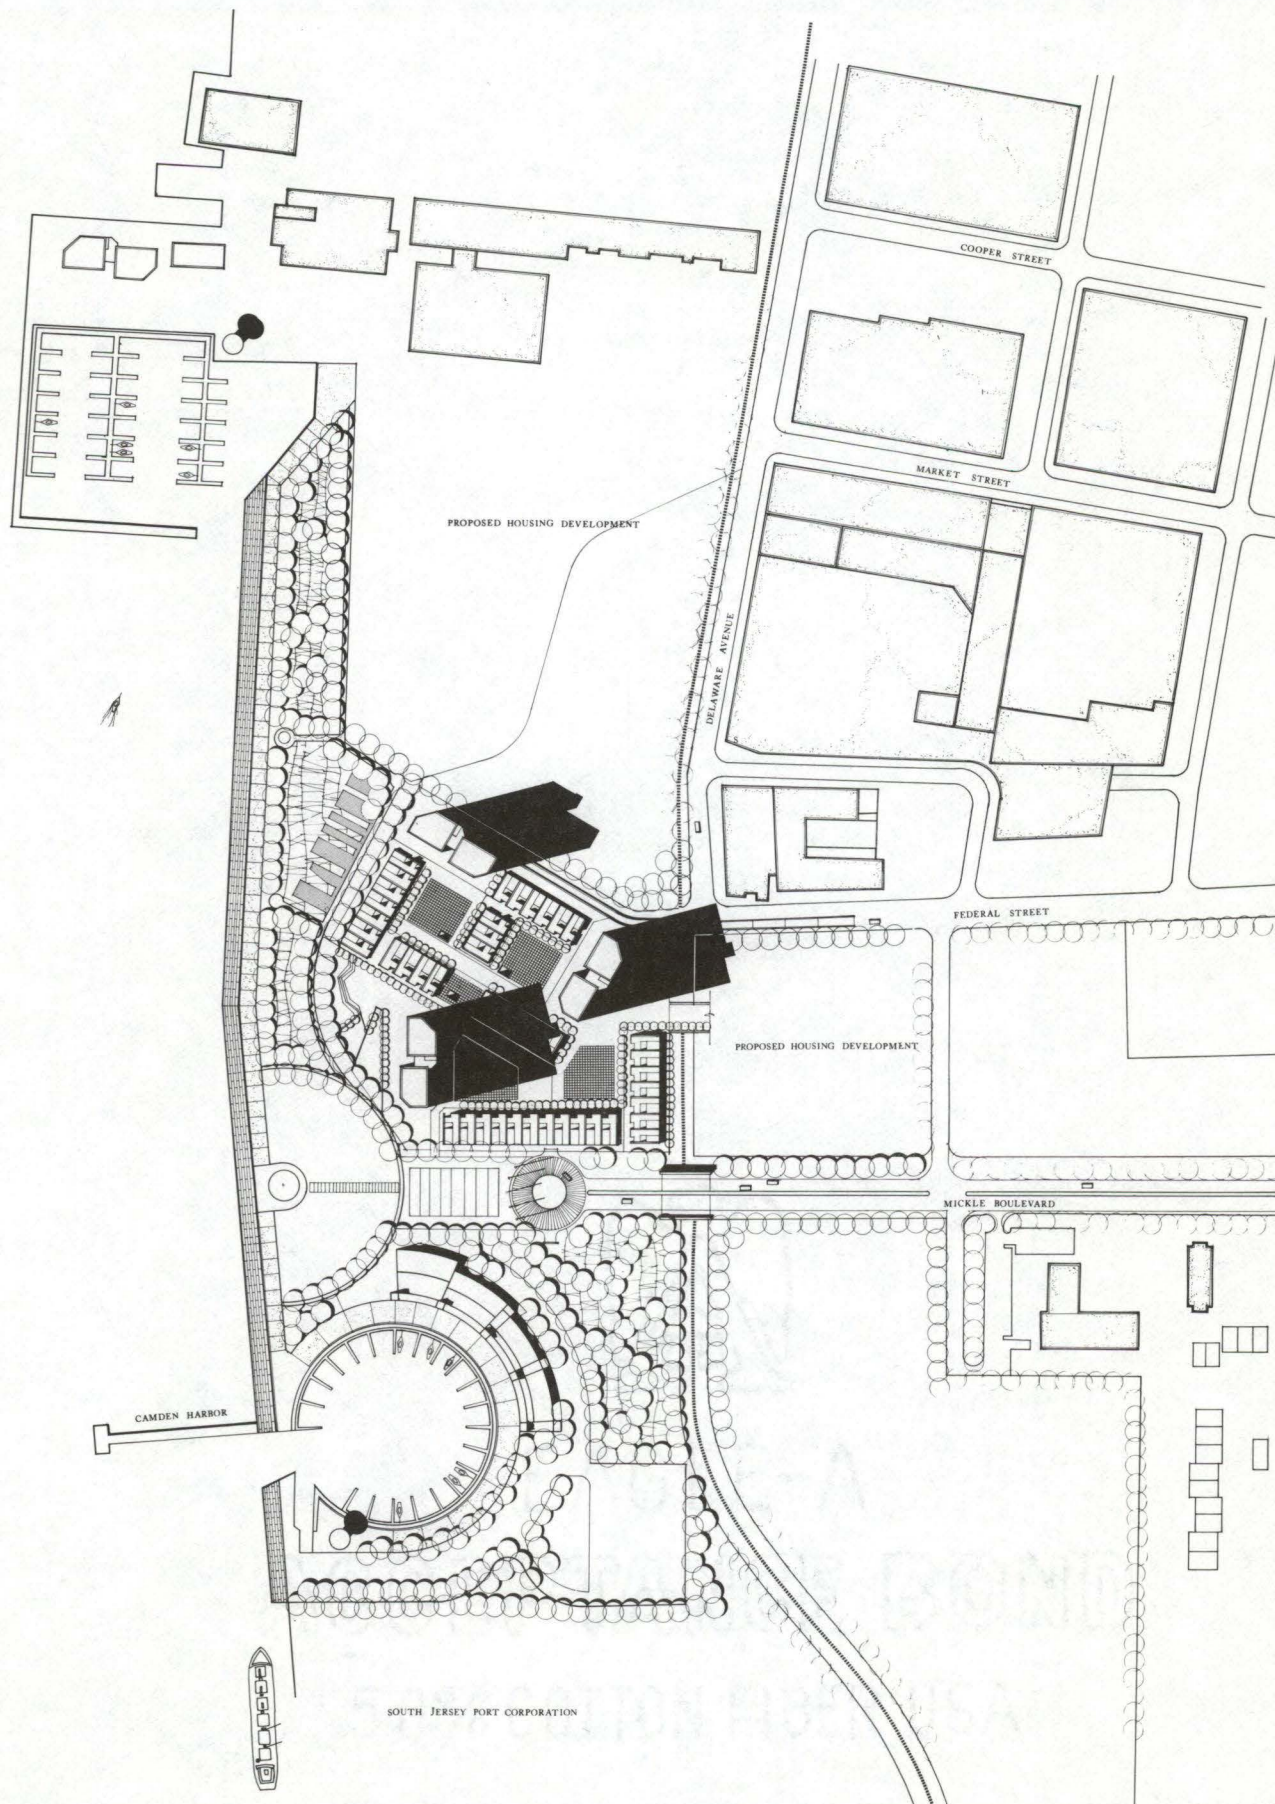 COOPER STREET
MARKET STREET
PROPOSED HOUSING DEVELOPMENT
DELAWARE AVENUE
FEDERAL STREET
PROPOSED HOUSING DEVELOPMENT
MICKLE BOULEVARD
CAMDEN HARBOR
SOUTH JERSEY PORT CORPORATION